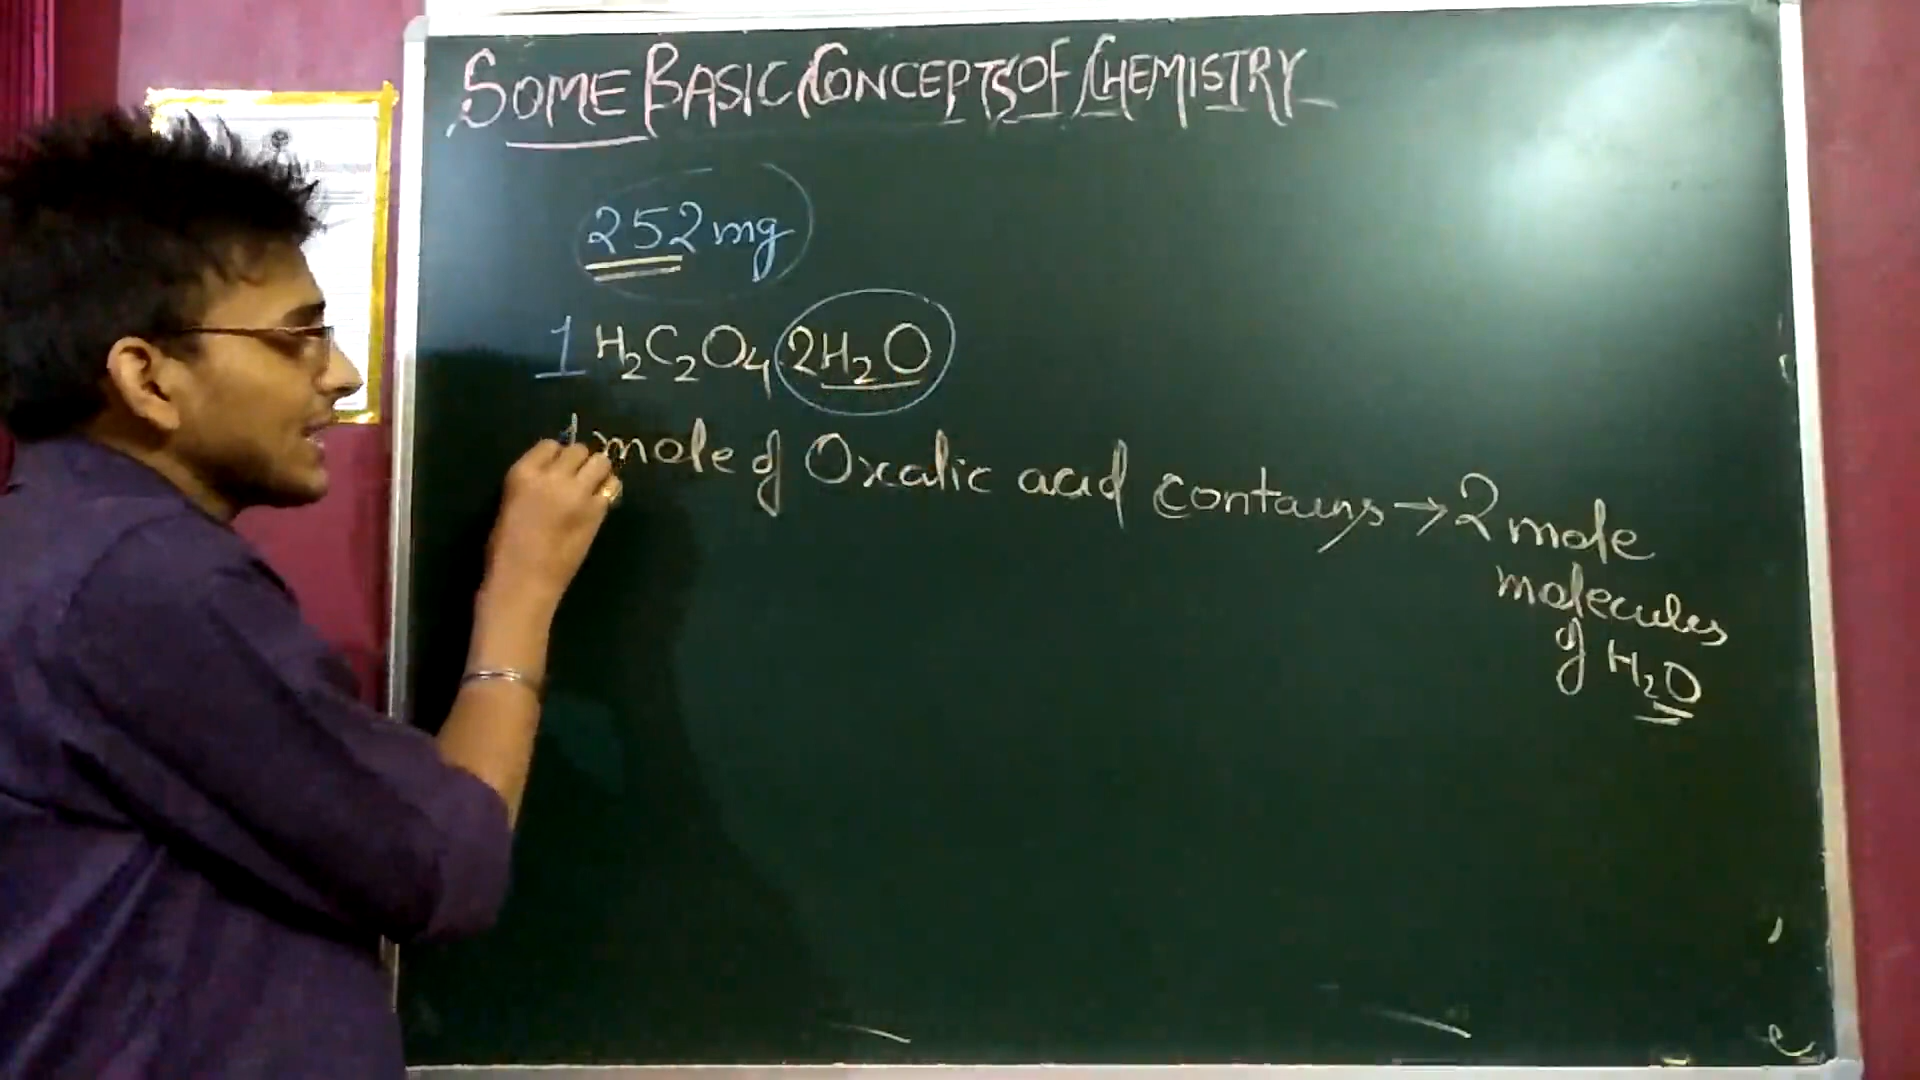 SOME BASIC CONCEPTS OF CHEMISTRY
252 mg
1 H₂C₂O₄ 2H₂O
1 mole of Oxalic acid contains → 2 mole
molecules
of H₂O